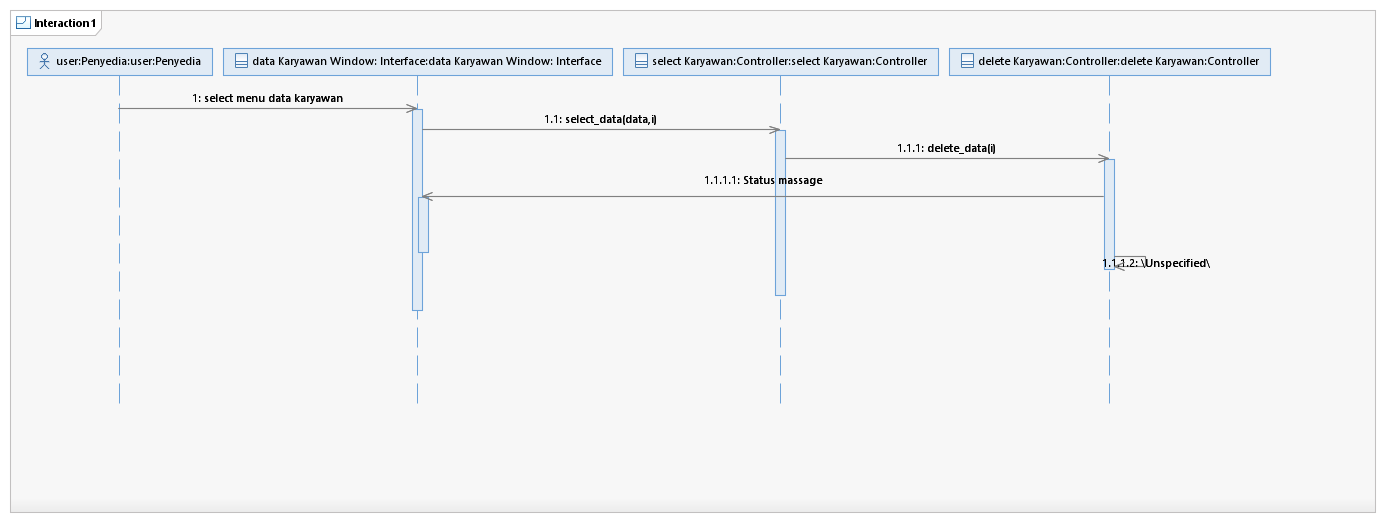 Interaction1
user:Penyedia:user:Penyedia
data Karyawan Window: Interface:data Karyawan Window: Interface
select Karyawan:Controller:select Karyawan:Controller
delete Karyawan:Controller:delete Karyawan:Controller
1: select menu data karyawan
1.1: select_data(data,i)
1.1.1: delete_data(i)
1.1.1.1: Status massage
1.1.1.2: \Unspecified\